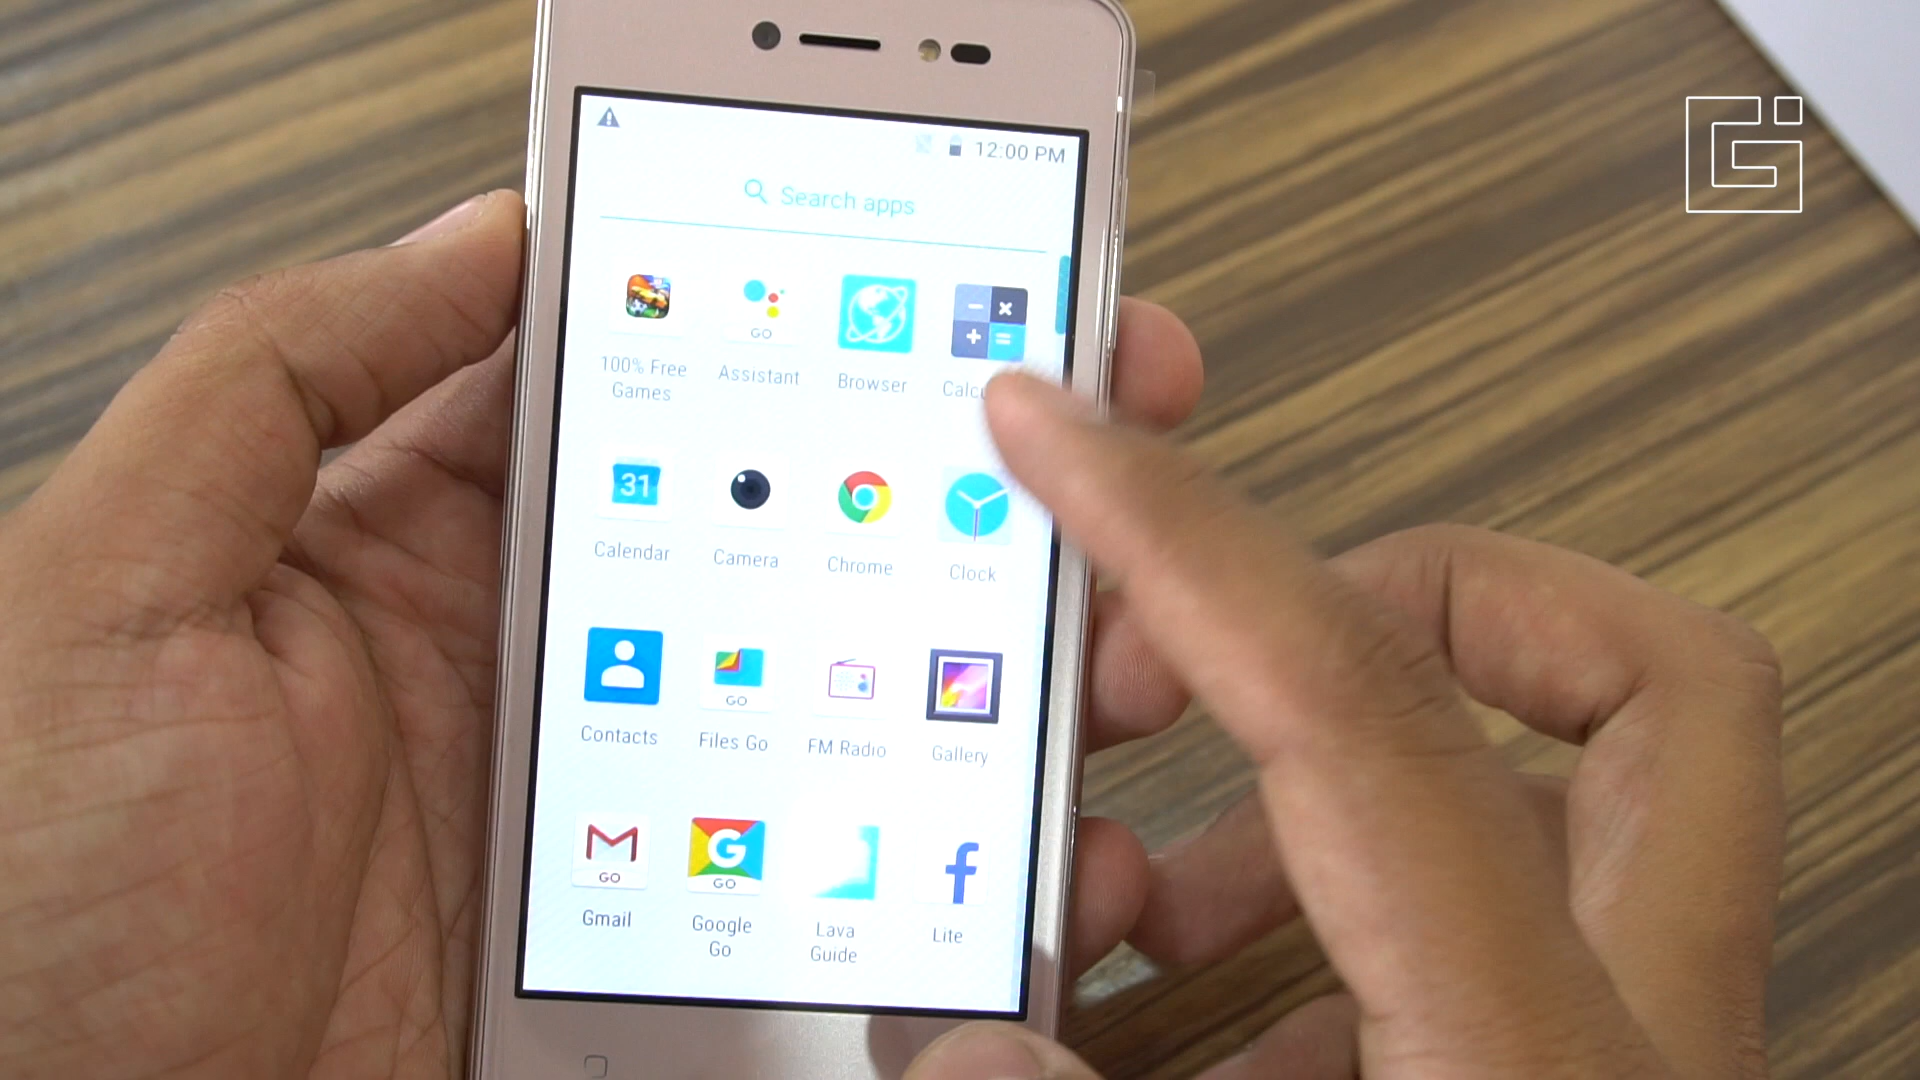 12:00 PM
Search apps
GO
100% Free
Games
Assistant
Browser
31
Calendar
Camera
Chrome
Clock
GO
Contacts
Files Go
FM Radio
Gallery
GO
G
GO
f
Gmail
Google
Go
Lava
Guide
Lite